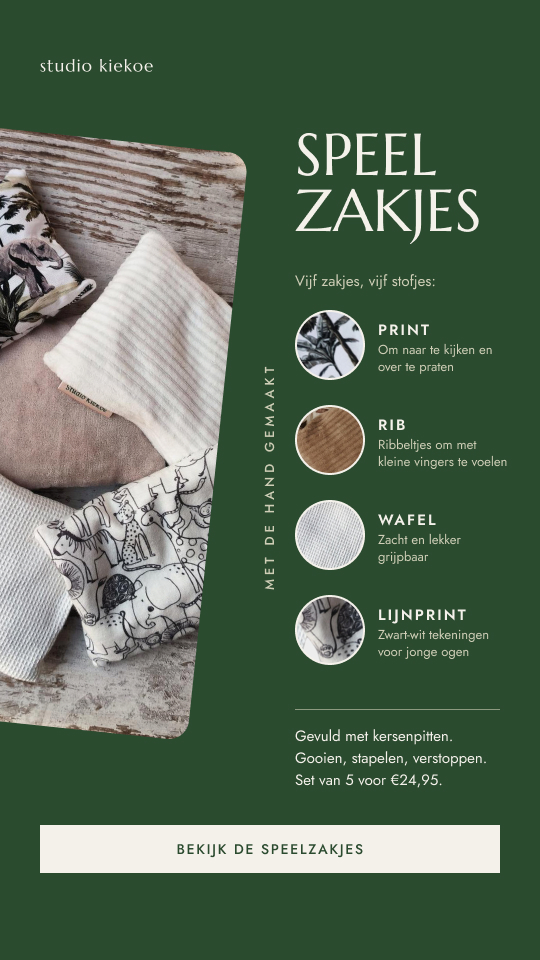 studio kiekoe
SPEEL
ZAKJES
Vijf zakjes, vijf stofjes:
PRINT
Om naar te kijken en
over te praten
RIB
Ribbeltjes om met
kleine vingers te voelen
WAFEL
Zacht en lekker
grijpbaar
LIJNPRINT
Zwart-wit tekeningen
voor jonge ogen
MET DE HAND GEMAAKT
studio kiekoe
Gevuld met kersenpitten.
Gooien, stapelen, verstoppen.
Set van 5 voor €24,95.
BEKIJK DE SPEELZAKJES